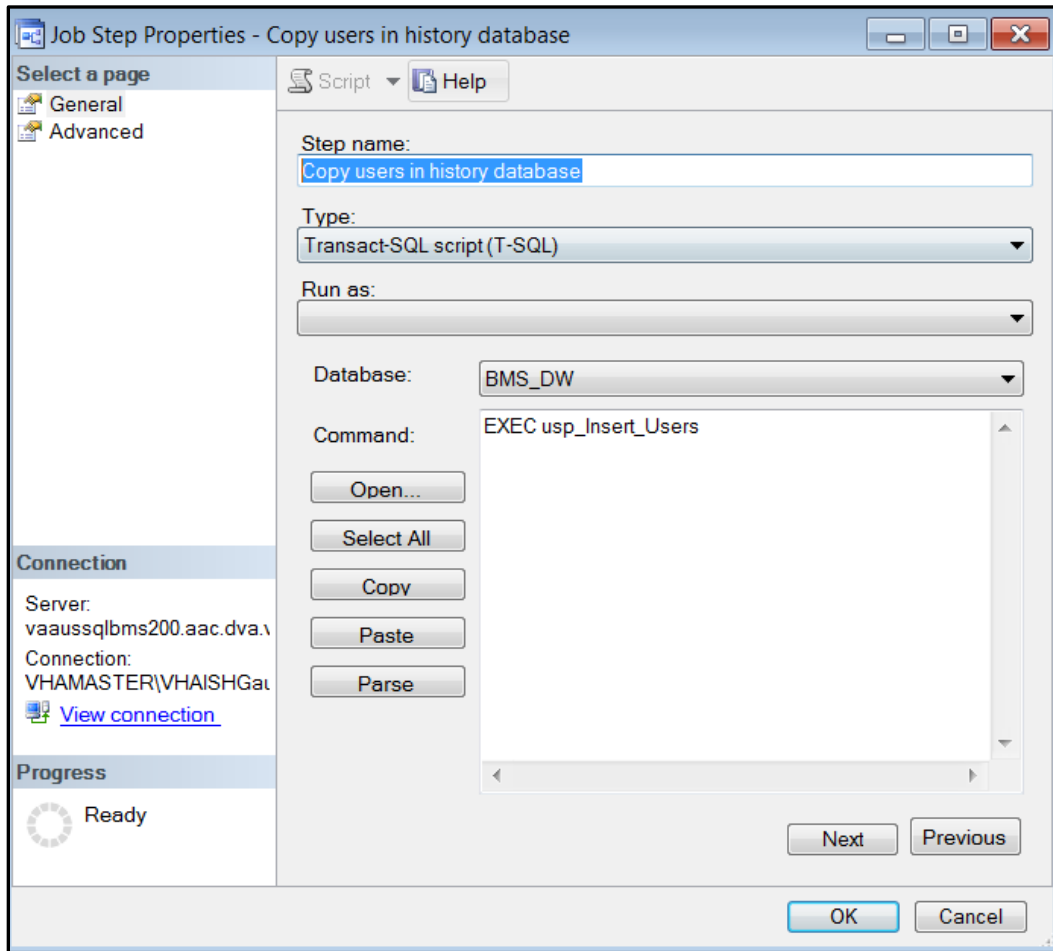 Job Step Properties - Copy users in history database
Select a page
General
Advanced
Script
Help
Step name:
Copy users in history database
Type:
Transact-SQL script (T-SQL)
Run as:
Database:
BMS_DW
Command:
EXEC usp_Insert_Users
Open...
Select All
Copy
Paste
Parse
Connection
Server:
vaaussqlbms200.aac.dva.v
Connection:
VHAMASTER\VHAISHGau
View connection
Progress
Ready
Next
Previous
OK
Cancel